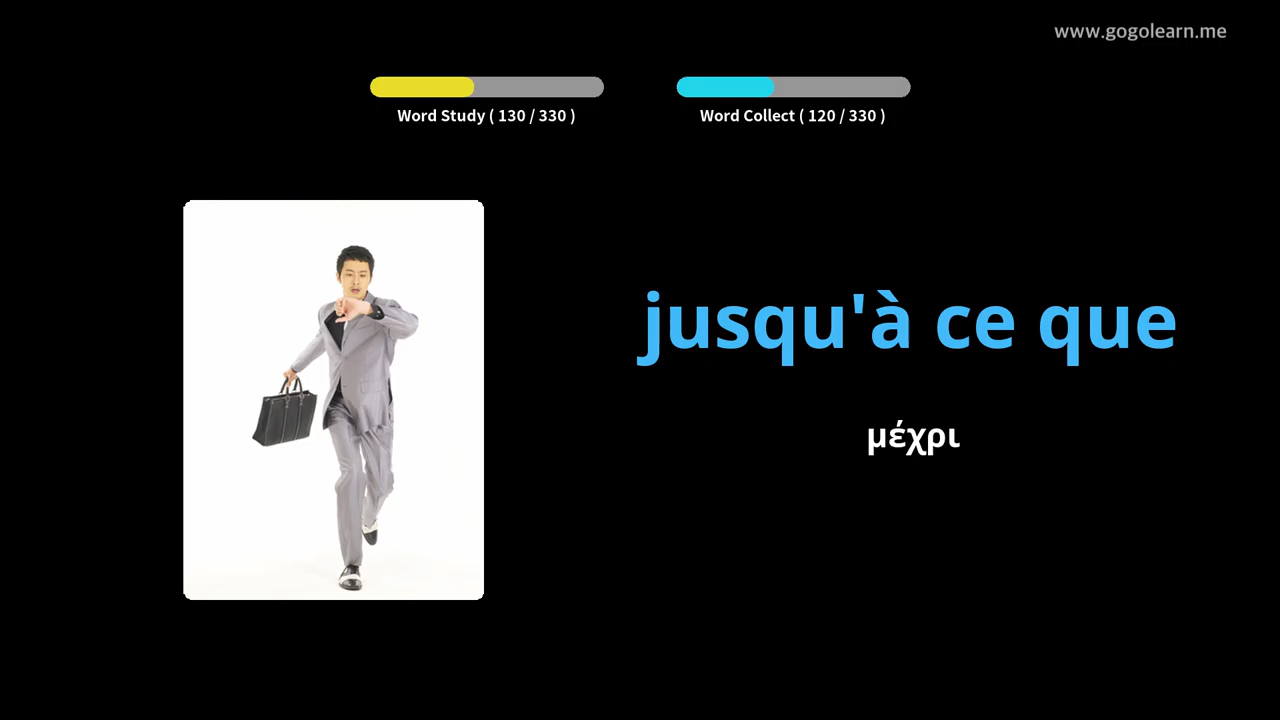 www.gogolearn.me
Word Study ( 130 / 330 )
Word Collect ( 120 / 330 )
jusqu'à ce que
μέχρι